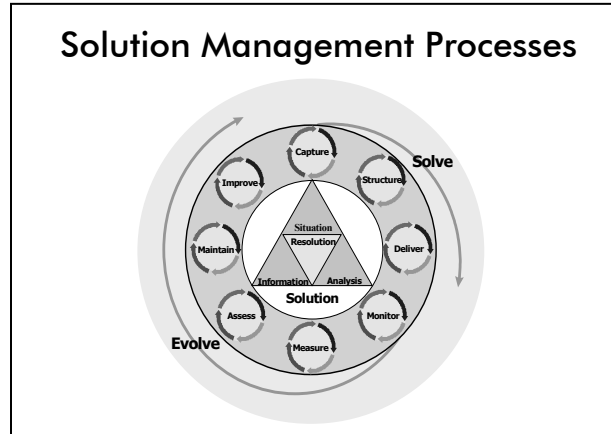 Solution Management Processes
Capture
Solve
Improve
Structure
Situation
Resolution
Maintain
Deliver
Information
Analysis
Solution
Assess
Monitor
Evolve
Measure